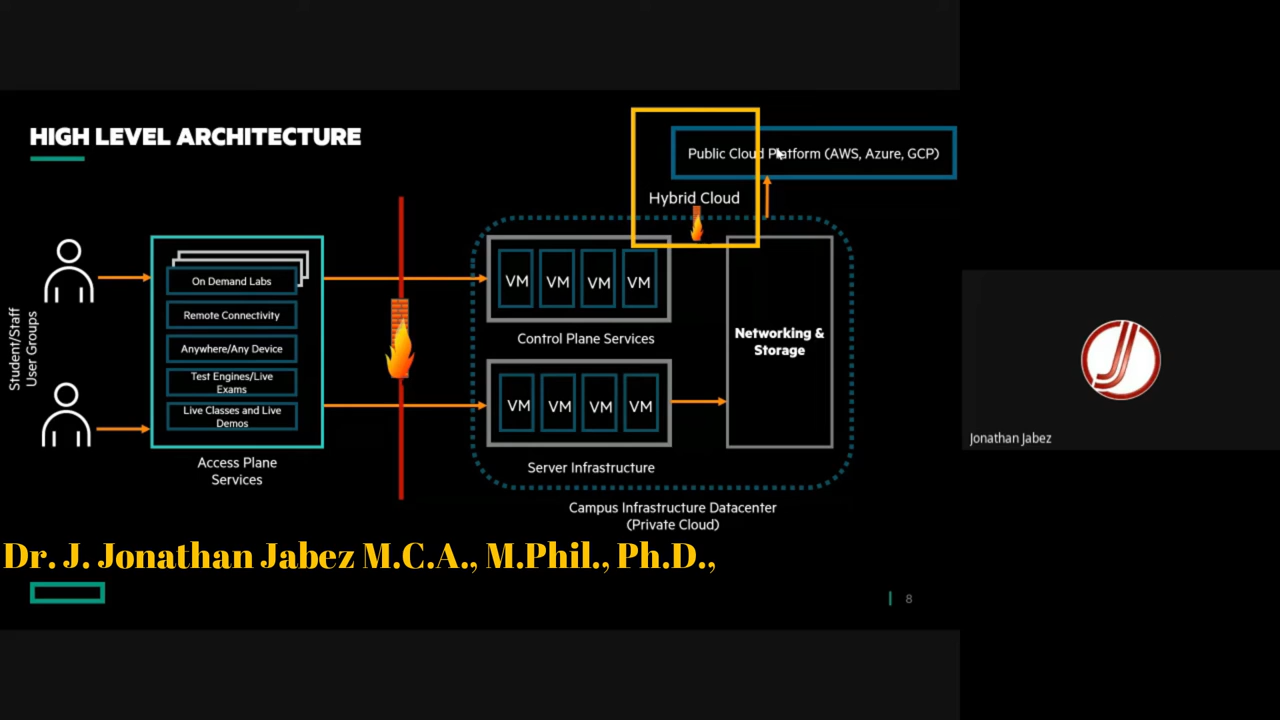 HIGH LEVEL ARCHITECTURE
Public Cloud Platform (AWS, Azure, GCP)
Hybrid Cloud
Student/Staff
User Groups
On Demand Labs
Remote Connectivity
Anywhere/Any Device
Test Engines/Live
Exams
Live Classes and Live
Demos
Access Plane
Services
VM VM VM VM
Control Plane Services
VM VM VM VM
Server Infrastructure
Networking &
Storage
Campus Infrastructure Datacenter
(Private Cloud)
Dr. J. Jonathan Jabez M.C.A., M.Phil., Ph.D.,
8
Jonathan Jabez